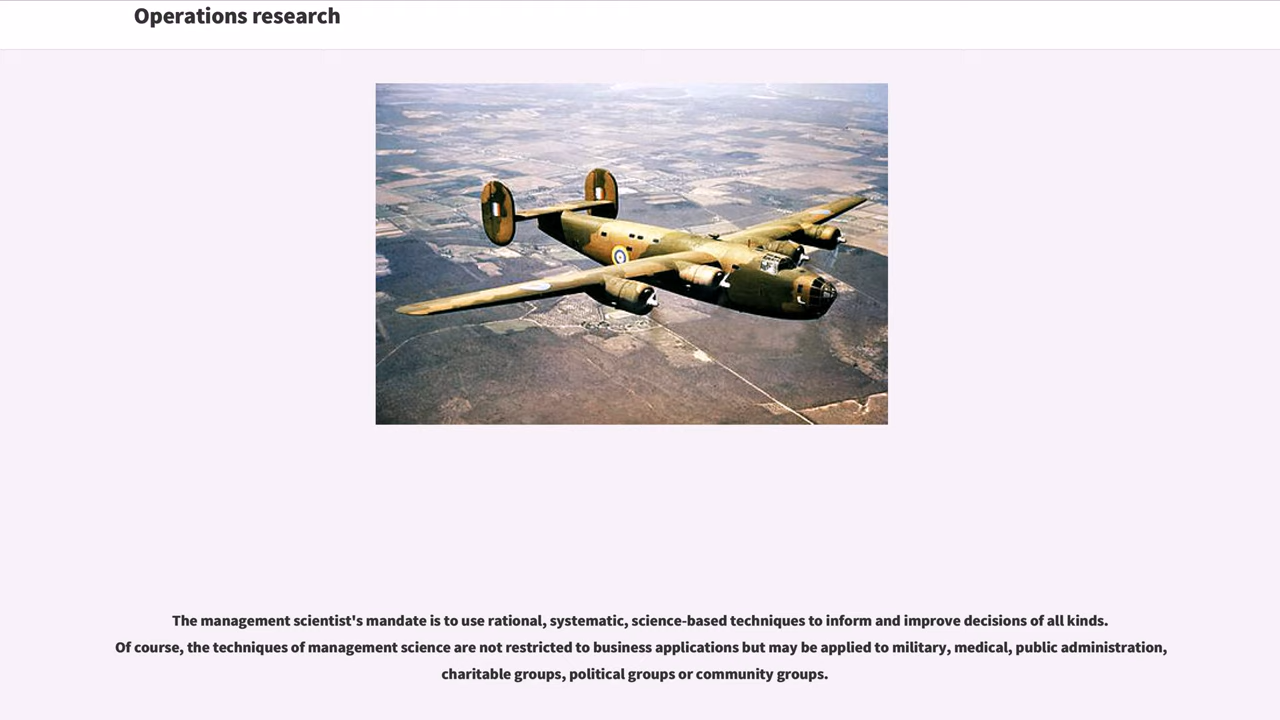 Operations research
The management scientist's mandate is to use rational, systematic, science-based techniques to inform and improve decisions of all kinds.
Of course, the techniques of management science are not restricted to business applications but may be applied to military, medical, public administration,
charitable groups, political groups or community groups.